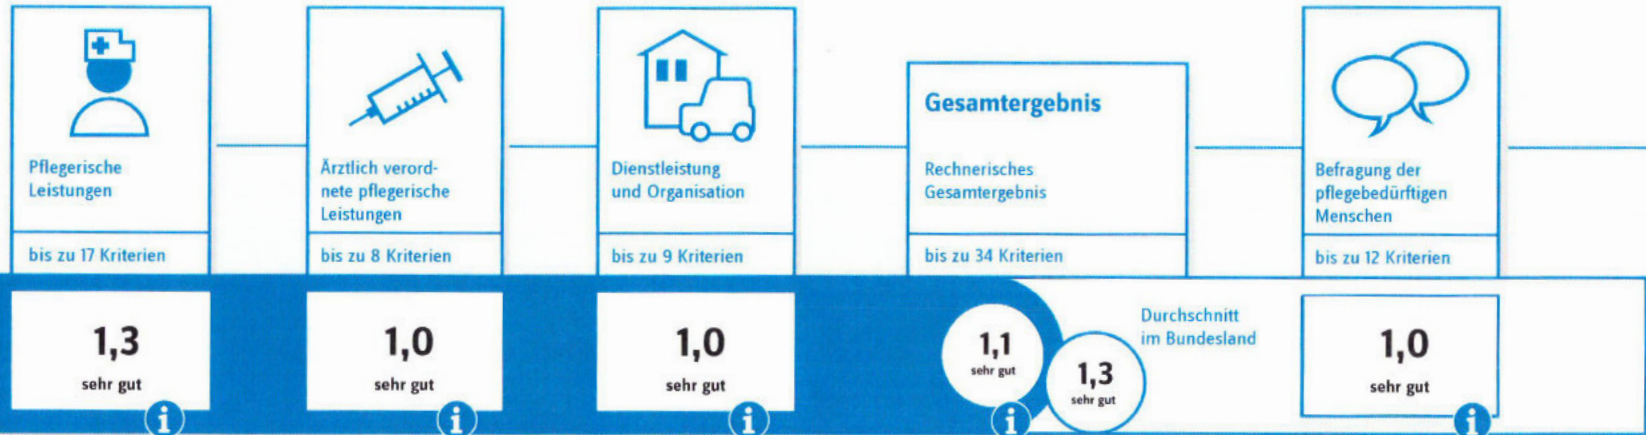 Pflegerische
Leistungen
bis zu 17 Kriterien
1,3
sehr gut
i
Ärztlich verord-
nete pflegerische
Leistungen
bis zu 8 Kriterien
1,0
sehr gut
i
Dienstleistung
und Organisation
bis zu 9 Kriterien
1,0
sehr gut
i
Gesamtergebnis
Rechnerisches
Gesamtergebnis
bis zu 34 Kriterien
1,1
sehr gut
i
1,3
sehr gut
Durchschnitt
im Bundesland
Befragung der
pflegebedürftigen
Menschen
bis zu 12 Kriterien
1,0
sehr gut
i